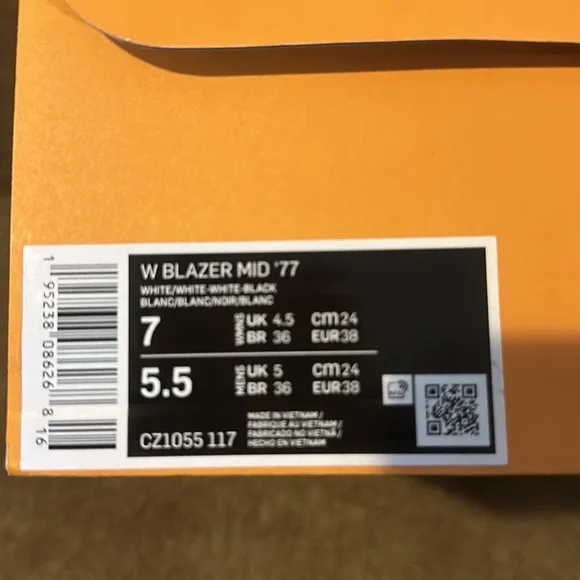 W BLAZER MID '77
WHITE/WHITE-WHITE-BLACK
BLANC/BLANC/NOIR/BLANC
7 WMNS UK 4.5 cm 24
BR 36 EUR 38
5.5 MENS UK 5 cm 24
BR 36 EUR 38
CZ1055 117
MADE IN VIETNAM /
FABRIQUE AU VIETNAM /
FABRICADO NO VIETNÃ /
HECHO EN VIETNAM
1 95238 08626 8 16